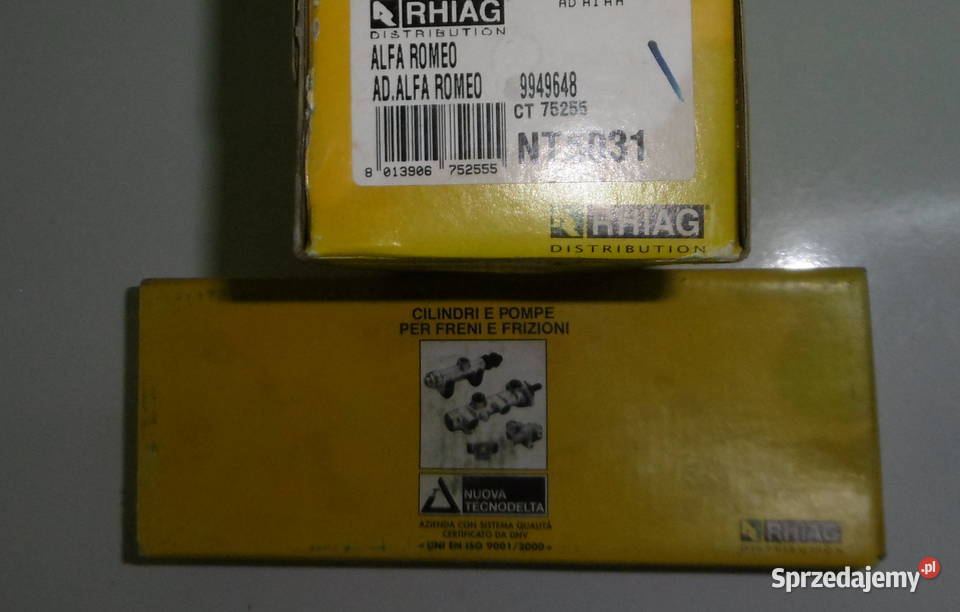 RHIAG
DISTRIBUTION
ALFA ROMEO
AD.ALFA ROMEO 9949648
CT 75255
8 013906 752555
RHIAG
DISTRIBUTION
CILINDRI E POMPE
PER FRENI E FRIZIONI
NUOVA
TECNODELTA
AZIENDA CON SISTEMA QUALITÀ
CERTIFICATO DA DNV
« UNI EN ISO 9001/2000 »
RHIAG
DISTRIBUTION
Sprzedajemy.pl